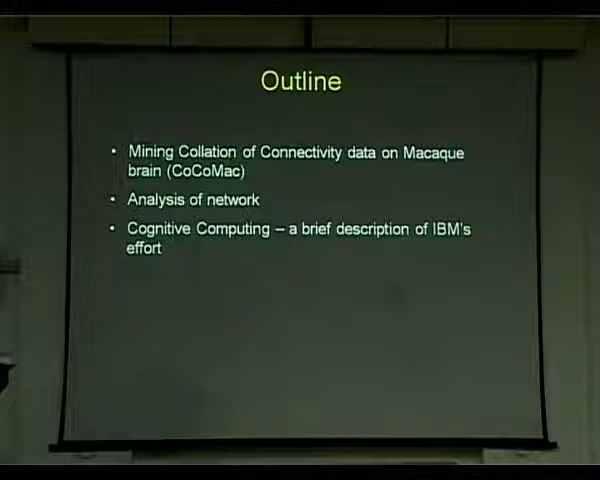 Outline
• Mining Collation of Connectivity data on Macaque
brain (CoCoMac)
• Analysis of network
• Cognitive Computing – a brief description of IBM's
effort